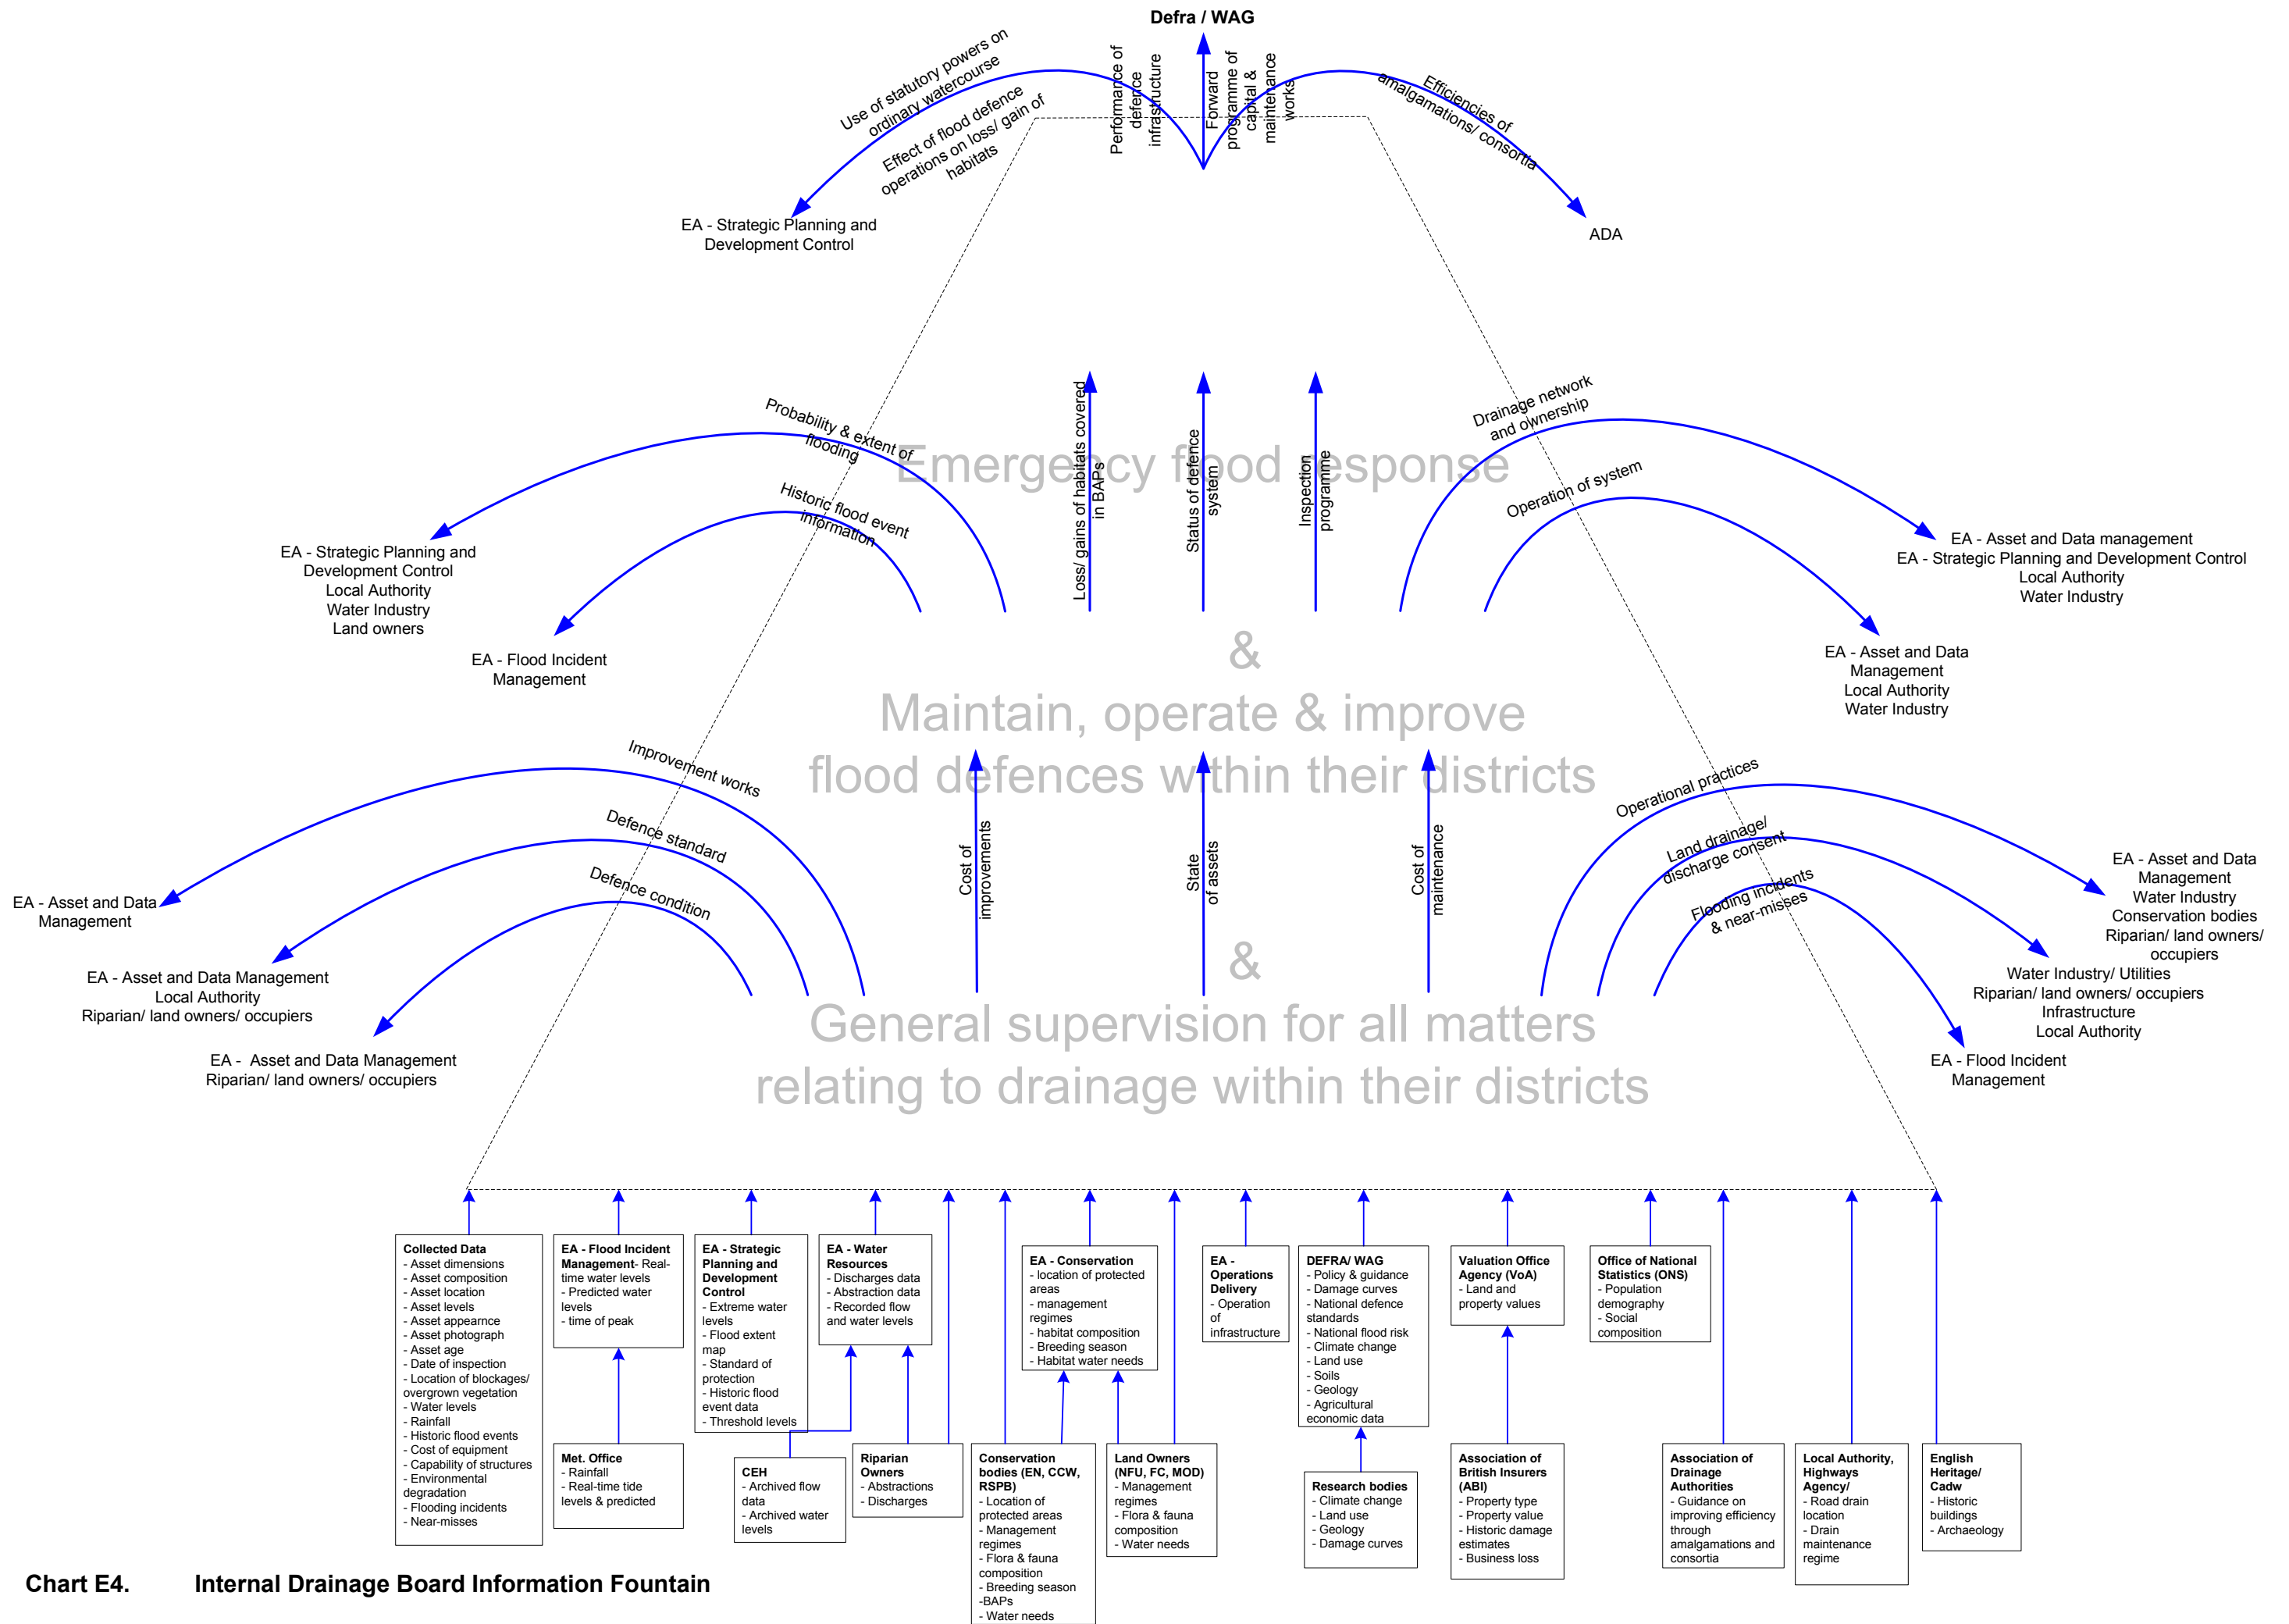 Defra / WAG
Use of statutory powers on
ordinary watercourse
Effect of flood defence
operations on loss/ gain of
habitats
Performance of
defence
infrastructure
Forward
programme of
capital &
maintenance
works
Efficiencies of
amalgamations/ consortia
EA - Strategic Planning and
Development Control
ADA
Probability & extent of
flooding
Historic flood event
information
Loss/ gains of habitats covered
in BAPs
Status of defence
system
Inspection
programme
Drainage network
and ownership
Operation of system
Emergency flood response
EA - Strategic Planning and
Development Control
Local Authority
Water Industry
Land owners
EA - Flood Incident
Management
EA - Asset and Data management
EA - Strategic Planning and Development Control
Local Authority
Water Industry
EA - Asset and Data
Management
Local Authority
Water Industry
&
Maintain, operate & improve
flood defences within their districts
Improvement works
Defence standard
Defence condition
Cost of
improvements
State
of assets
Cost of
maintenance
Operational practices
Land drainage/
discharge consent
Flooding incidents
& near-misses
EA - Asset and Data
Management
EA - Asset and Data Management
Local Authority
Riparian/ land owners/ occupiers
EA -  Asset and Data Management
Riparian/ land owners/ occupiers
EA - Asset and Data
Management
Water Industry
Conservation bodies
Riparian/ land owners/
occupiers
Water Industry/ Utilities
Riparian/ land owners/ occupiers
Infrastructure
Local Authority
EA - Flood Incident
Management
&
General supervision for all matters
relating to drainage within their districts
Collected Data
- Asset dimensions
- Asset composition
- Asset location
- Asset levels
- Asset appearnce
- Asset photograph
- Asset age
- Date of inspection
- Location of blockages/
overgrown vegetation
- Water levels
- Rainfall
- Historic flood events
- Cost of equipment
- Capability of structures
- Environmental
degradation
- Flooding incidents
- Near-misses
EA - Flood Incident
Management- Real-
time water levels
- Predicted water
levels
- time of peak
EA - Strategic
Planning and
Development
Control
- Extreme water
levels
- Flood extent
map
- Standard of
protection
- Historic flood
event data
- Threshold levels
EA - Water
Resources
- Discharges data
- Abstraction data
- Recorded flow
and water levels
EA - Conservation
- location of protected
areas
- management
regimes
- habitat composition
- Breeding season
- Habitat water needs
EA -
Operations
Delivery
- Operation
of
infrastructure
DEFRA/ WAG
- Policy & guidance
- Damage curves
- National defence
standards
- National flood risk
- Climate change
- Land use
- Soils
- Geology
- Agricultural
economic data
Valuation Office
Agency (VoA)
- Land and
property values
Office of National
Statistics (ONS)
- Population
demography
- Social
composition
Met. Office
- Rainfall
- Real-time tide
levels & predicted
CEH
- Archived flow
data
- Archived water
levels
Riparian
Owners
- Abstractions
- Discharges
Conservation
bodies (EN, CCW,
RSPB)
- Location of
protected areas
- Management
regimes
- Flora & fauna
composition
- Breeding season
-BAPs
- Water needs
Land Owners
(NFU, FC, MOD)
- Management
regimes
- Flora & fauna
composition
- Water needs
Research bodies
- Climate change
- Land use
- Geology
- Damage curves
Association of
British Insurers
(ABI)
- Property type
- Property value
- Historic damage
estimates
- Business loss
Association of
Drainage
Authorities
- Guidance on
improving efficiency
through
amalgamations and
consortia
Local Authority,
Highways
Agency/
- Road drain
location
- Drain
maintenance
regime
English
Heritage/
Cadw
- Historic
buildings
- Archaeology
Chart E4. Internal Drainage Board Information Fountain